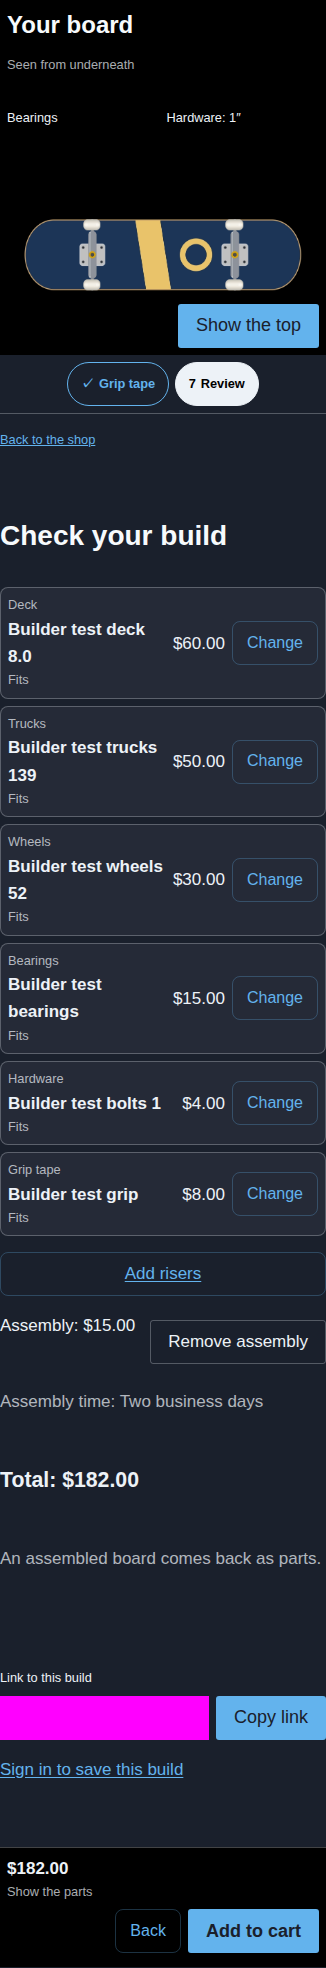 Your board
Seen from underneath
Bearings
Hardware: 1″
Show the top
✓ Grip tape
7 Review
Back to the shop
Check your build
Deck
Builder test deck
8.0
$60.00
Change
Fits
Trucks
Builder test trucks
139
$50.00
Change
Fits
Wheels
Builder test wheels
52
$30.00
Change
Fits
Bearings
Builder test
bearings
$15.00
Change
Fits
Hardware
Builder test bolts 1
$4.00
Change
Fits
Grip tape
Builder test grip
$8.00
Change
Fits
Add risers
Assembly: $15.00
Remove assembly
Assembly time: Two business days
Total: $182.00
An assembled board comes back as parts.
Link to this build
Copy link
Sign in to save this build
$182.00
Show the parts
Back
Add to cart